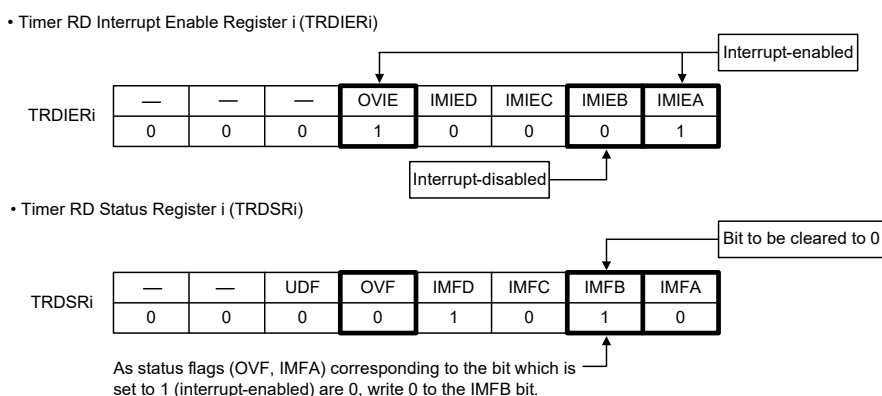 • Timer RD Interrupt Enable Register i (TRDIERi)
Interrupt-enabled
TRDIERi
— — — OVIE IMIED IMIEC IMIEB IMIEA
0 0 0 1 0 0 0 1
Interrupt-disabled
• Timer RD Status Register i (TRDSRi)
Bit to be cleared to 0
TRDSRi
— — UDF OVF IMFD IMFC IMFB IMFA
0 0 0 0 1 0 1 0
As status flags (OVF, IMFA) corresponding to the bit which is
set to 1 (interrupt-enabled) are 0, write 0 to the IMFB bit.